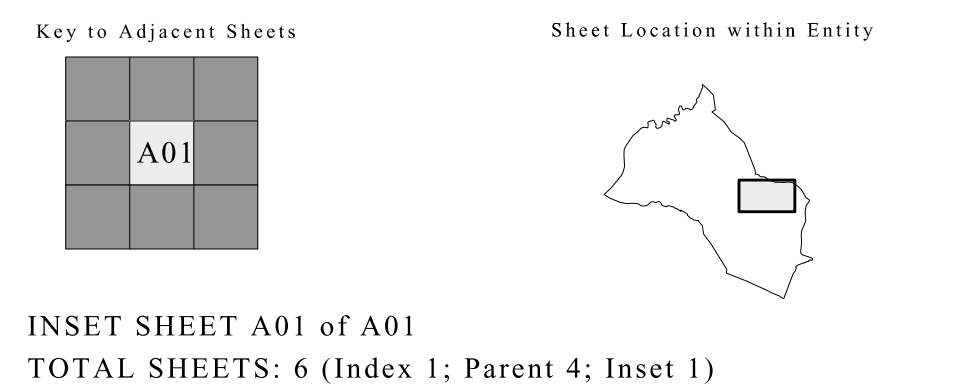 Key to Adjacent Sheets
Sheet Location within Entity
A01
INSET SHEET A01 of A01
TOTAL SHEETS: 6 (Index 1; Parent 4; Inset 1)